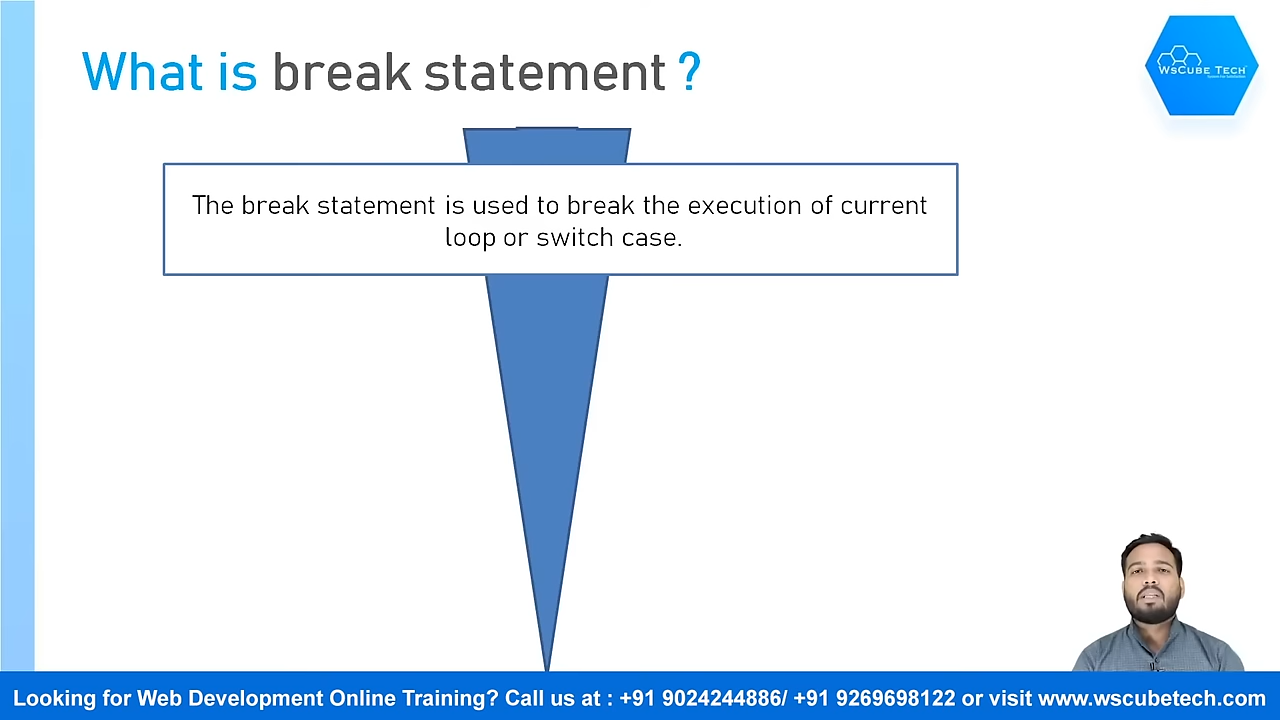 What is break statement ?
WsCube Tech
The break statement is used to break the execution of current
loop or switch case.
Looking for Web Development Online Training? Call us at : +91 9024244886/ +91 9269698122 or visit www.wscubetech.com